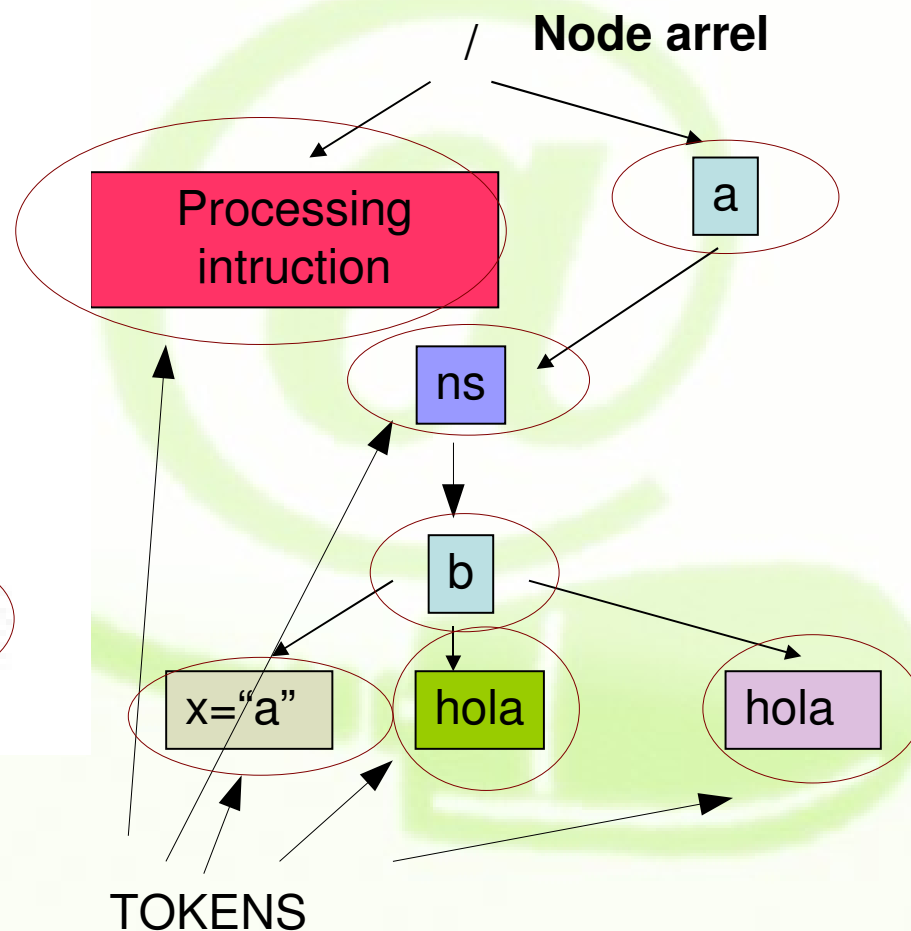 / Node arrel
Processing
intruction
a
ns
b
x=“a”
hola
hola
TOKENS